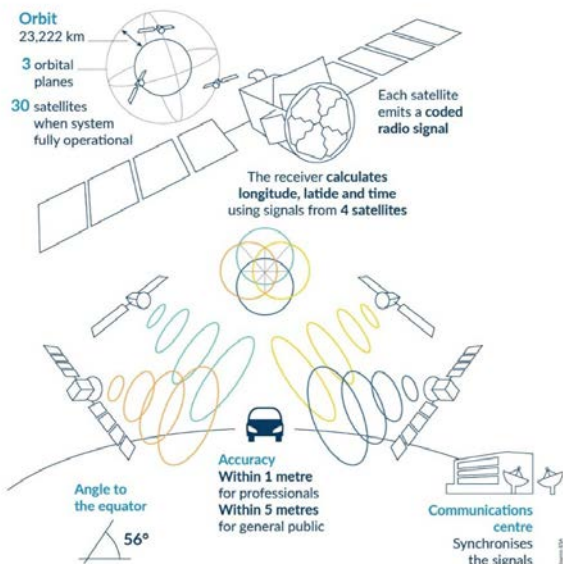 Orbit
23,222 km
3 orbital
planes
30 satellites
when system
fully operational
Each satellite
emits a coded
radio signal
The receiver calculates
longitude, latide and time
using signals from 4 satellites
Accuracy
Within 1 metre
for professionals
Within 5 metres
for general public
Angle to
the equator
56°
Communications
centre
Synchronises
the signals